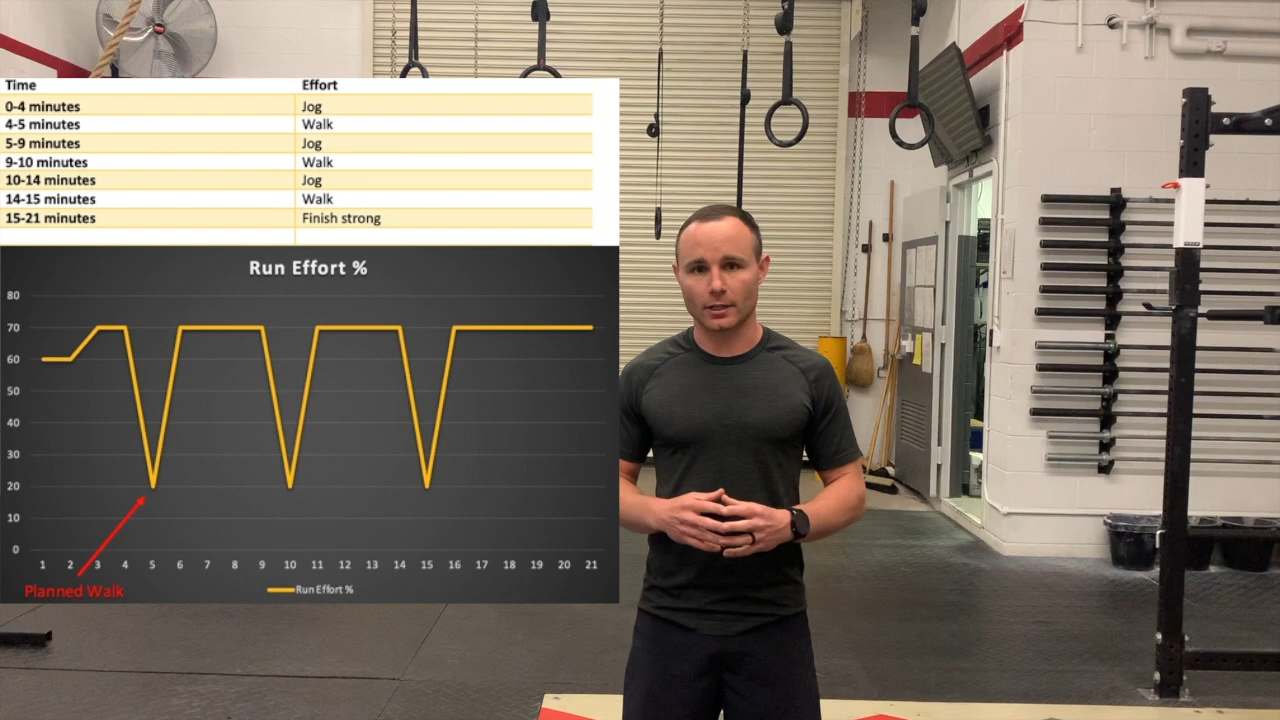 Time Effort
0-4 minutes Jog
4-5 minutes Walk
5-9 minutes Jog
9-10 minutes Walk
10-14 minutes Jog
14-15 minutes Walk
15-21 minutes Finish strong
Run Effort %
80
70
60
50
40
30
20
10
0
1 2 3 4 5 6 7 8 9 10 11 12 13 14 15 16 17 18 19 20 21
Planned Walk
Run Effort %